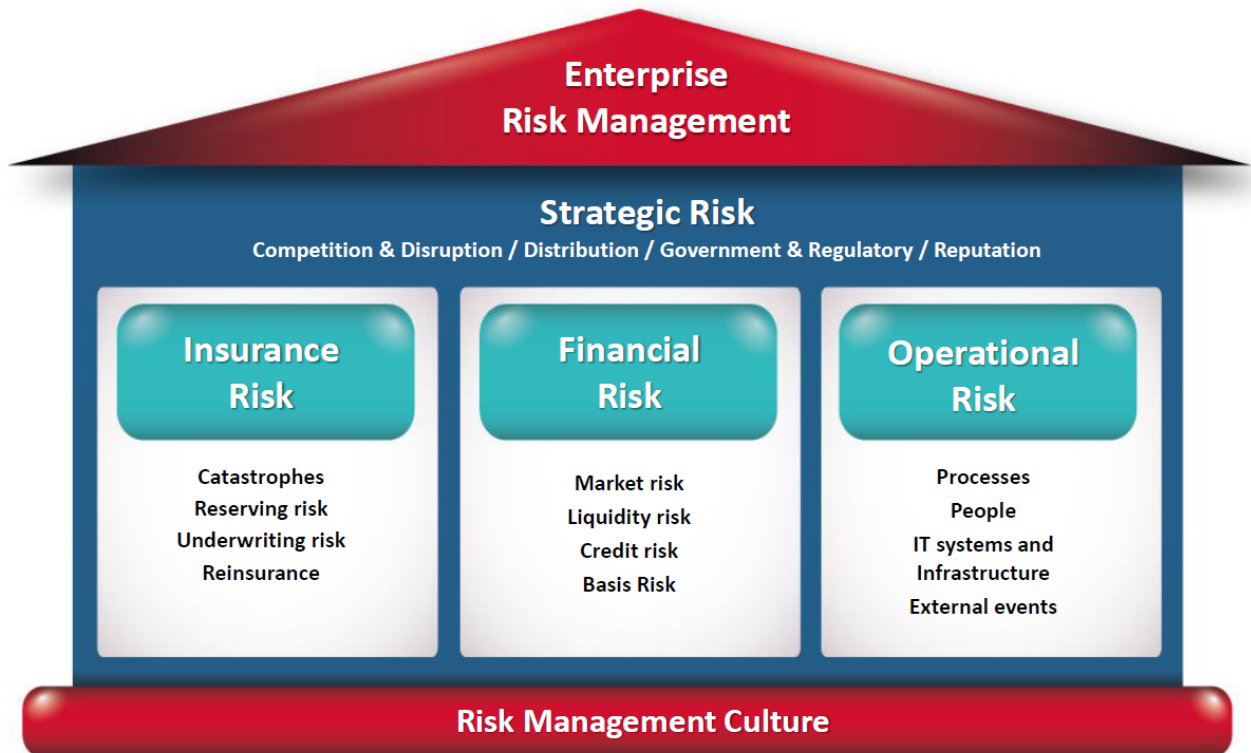 Enterprise
Risk Management
Strategic Risk
Competition & Disruption / Distribution / Government & Regulatory / Reputation
Insurance
Risk
Catastrophes
Reserving risk
Underwriting risk
Reinsurance
Financial
Risk
Market risk
Liquidity risk
Credit risk
Basis Risk
Operational
Risk
Processes
People
IT systems and
Infrastructure
External events
Risk Management Culture